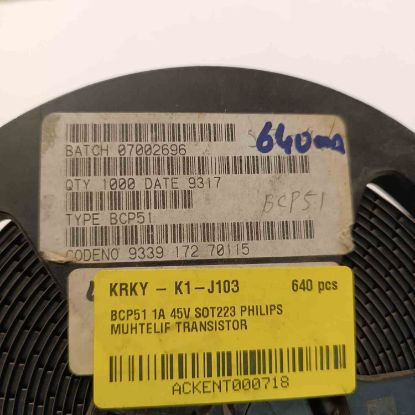 BATCH 07002696
640
QTY 1000 DATE 9317
BCP51
TYPE BCP51
CODENO 9339 172 70115
KRKY - K1-J103 640 pcs
BCP51 1A 45V SOT223 PHILIPS
MUHTELIF TRANSISTOR
ACKENT000718